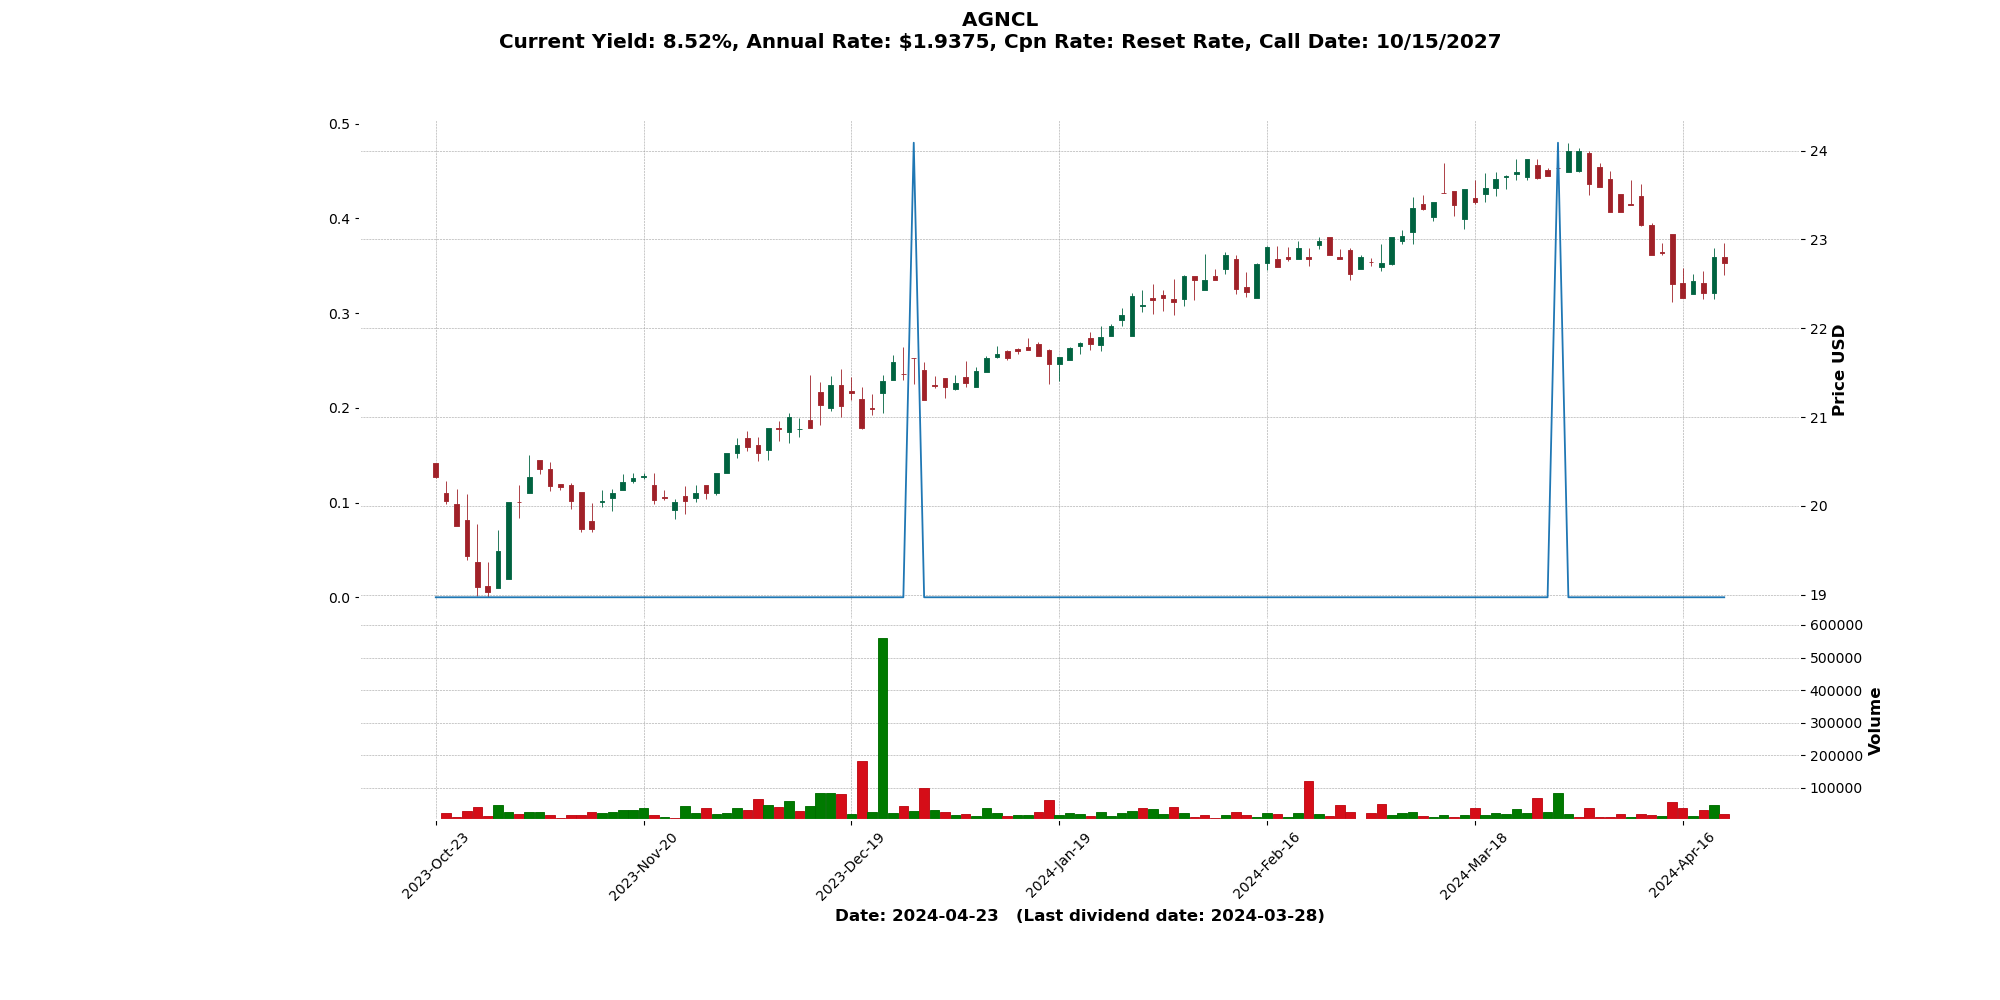 AGNCL
Current Yield: 8.52%, Annual Rate: $1.9375, Cpn Rate: Reset Rate, Call Date: 10/15/2027
0.5
0.4
0.3
0.2
0.1
0.0
24
23
22
21
20
19
Price USD
600000
500000
400000
300000
200000
100000
Volume
2023-Oct-23
2023-Nov-20
2023-Dec-19
2024-Jan-19
2024-Feb-16
2024-Mar-18
2024-Apr-16
Date: 2024-04-23   (Last dividend date: 2024-03-28)